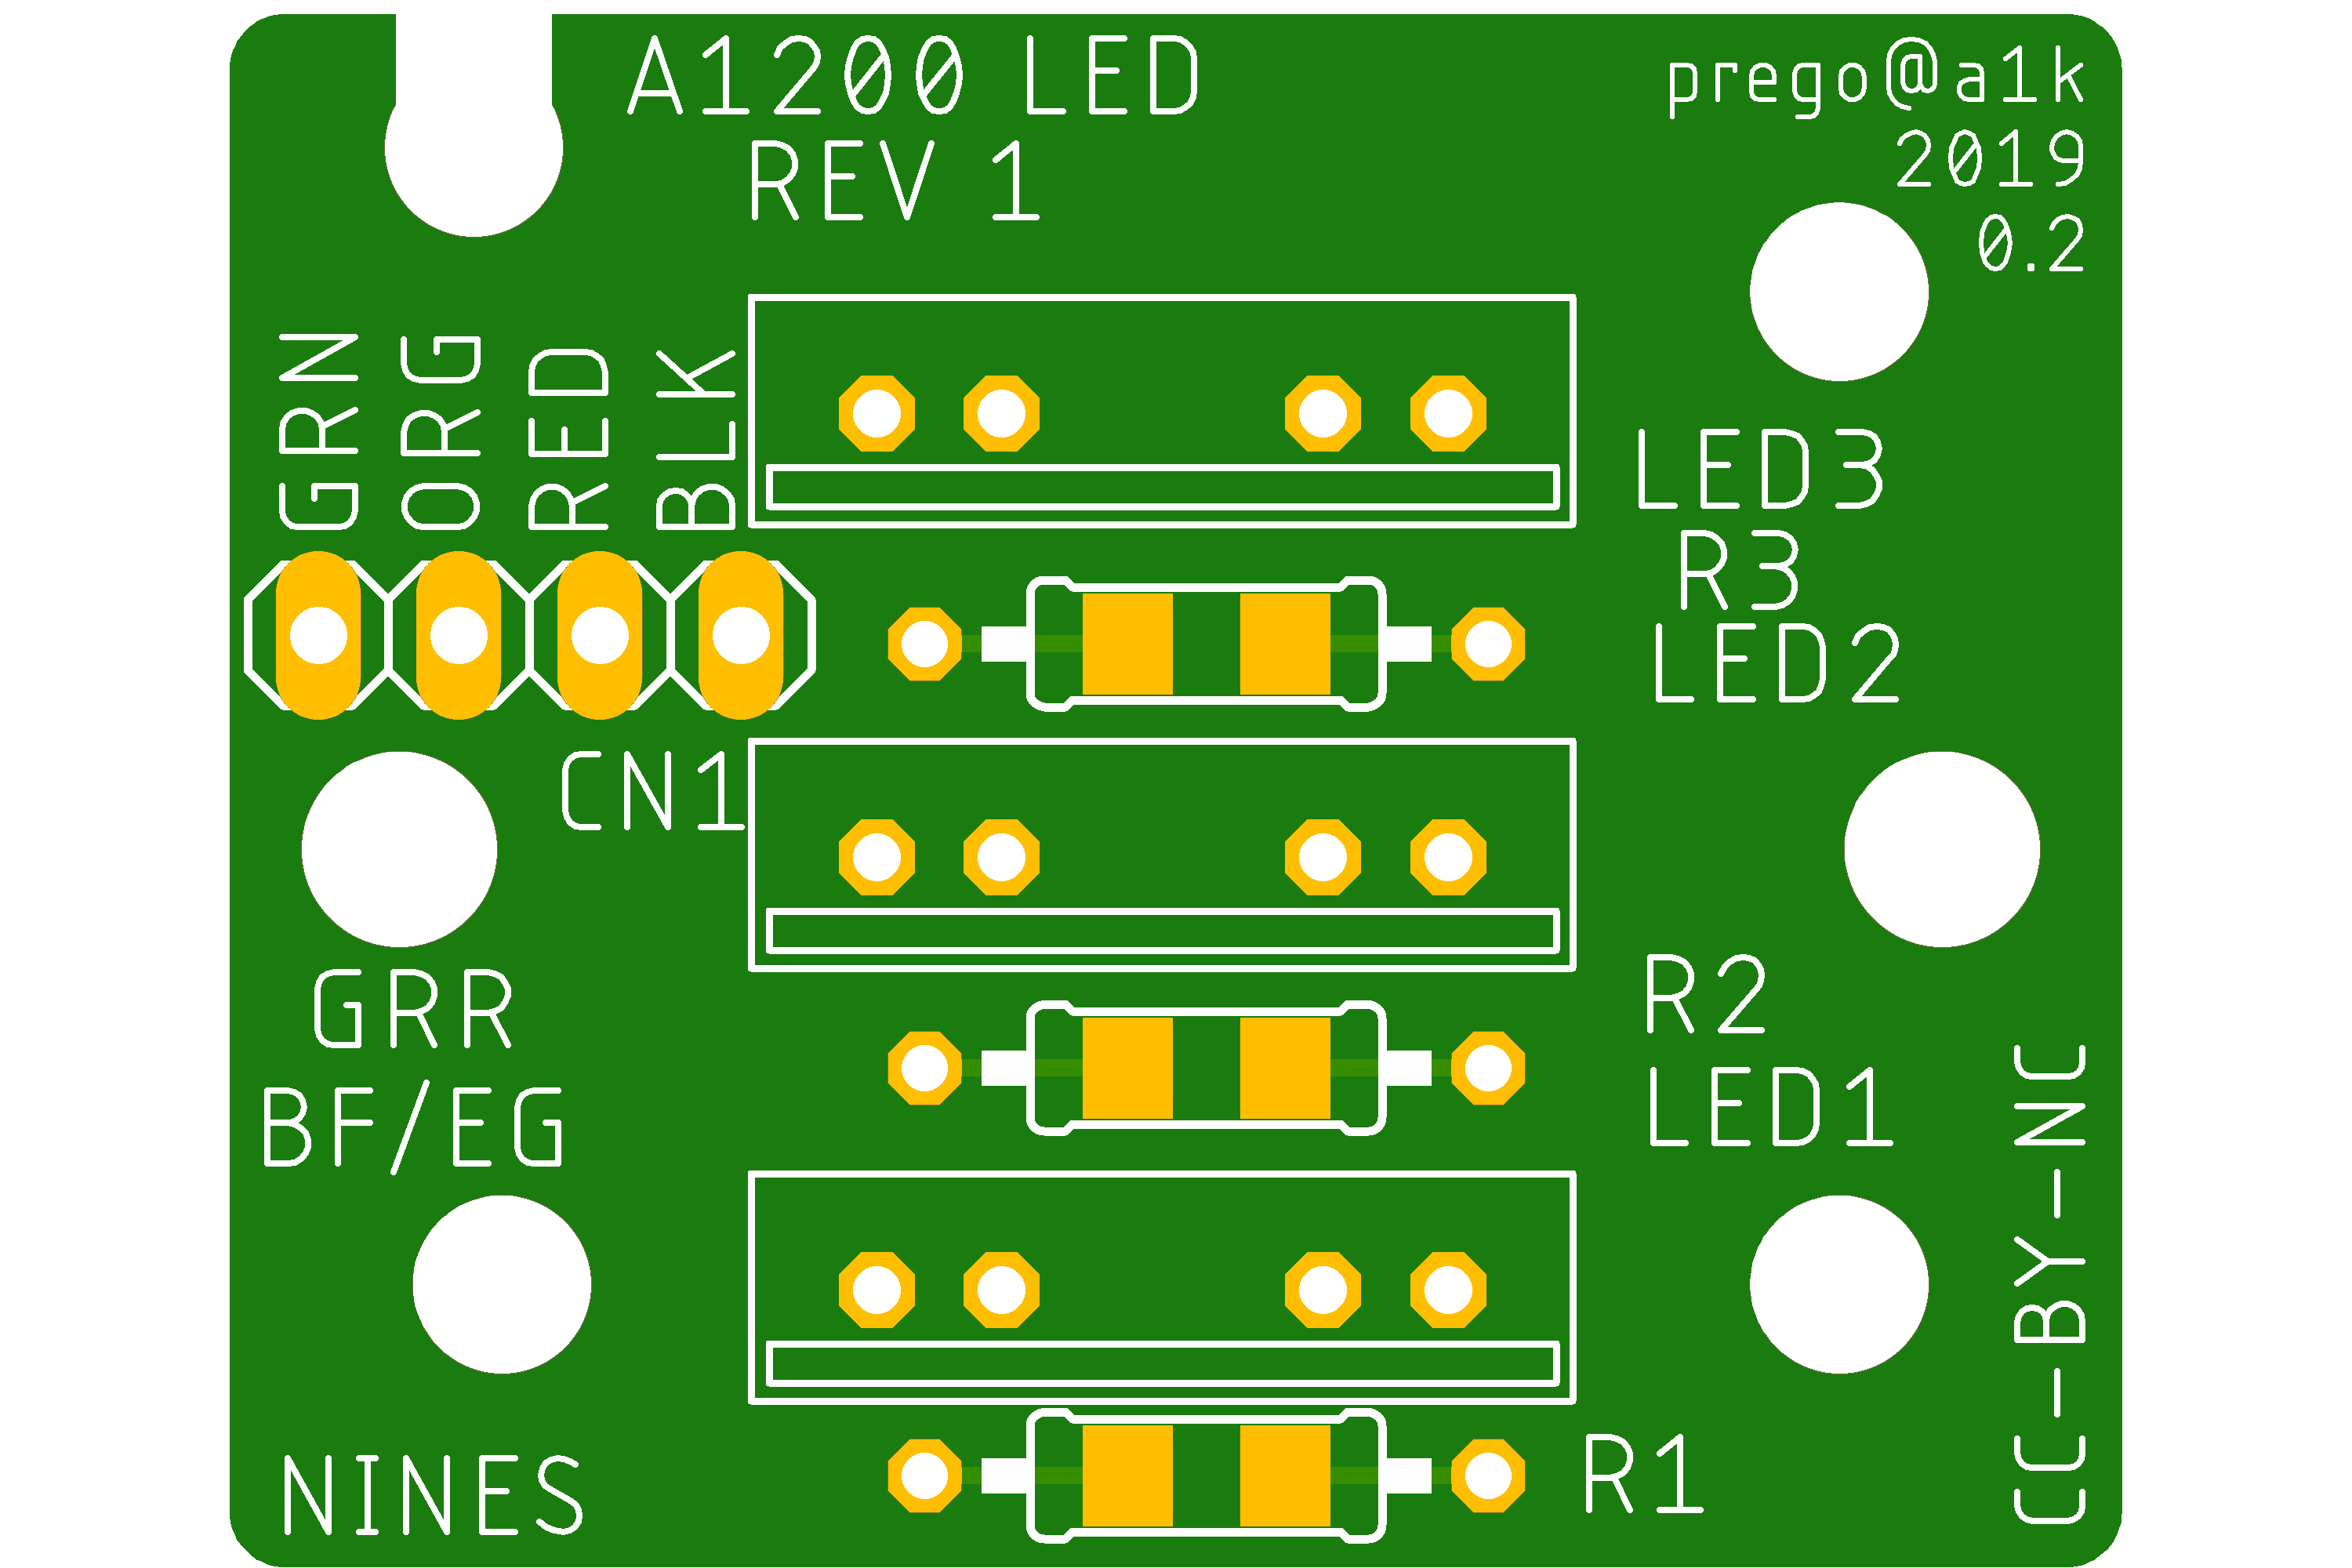 A1200 LED
REV 1
prego@a1k
2019
0.2
GRN
ORG
RED
BLK
LED3
R3
LED2
CN1
R2
GRR
LED1
BF/EG
CC-BY-NC
R1
NINES